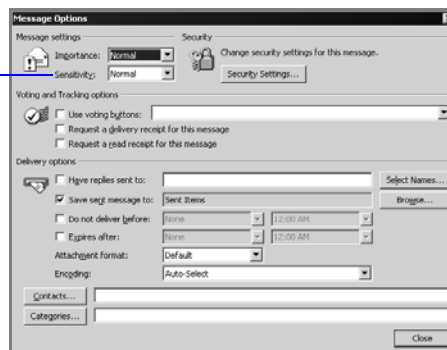 Message Options
Message settings
Security
Importance: Normal
Sensitivity: Normal
Change security settings for this message.
Security Settings...
Voting and Tracking options
Use voting buttons:
Request a delivery receipt for this message
Request a read receipt for this message
Delivery options
Have replies sent to:
Select Names...
Save sent message to: Sent Items
Browse...
Do not deliver before: None 12:00 AM
Expires after: None 12:00 AM
Attachment format: Default
Encoding: Auto-Select
Contacts...
Categories...
Close